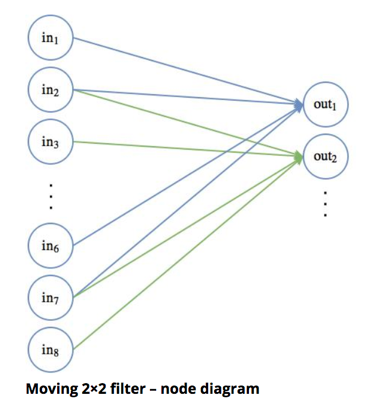 in₁
in₂
in₃
in₆
in₇
in₈
out₁
out₂
Moving 2×2 filter – node diagram